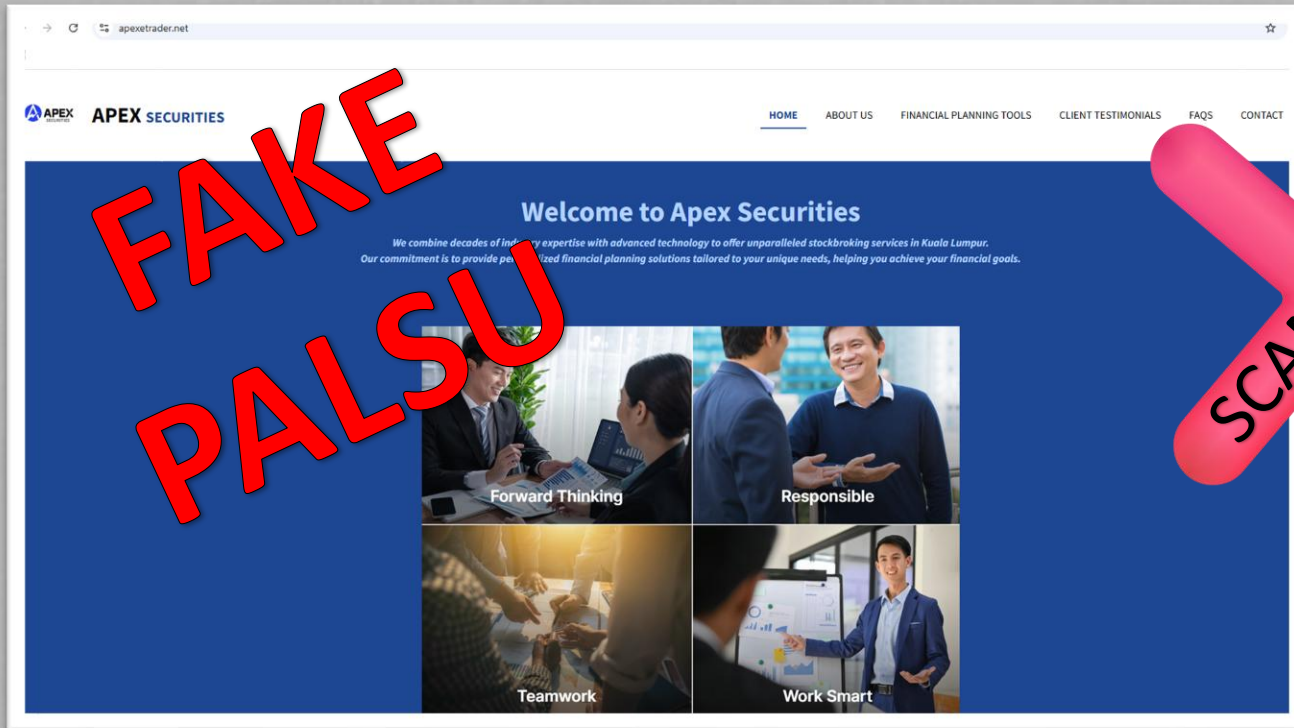 apexetrader.net
APEX
SECURITIES
APEX SECURITIES
HOME ABOUT US FINANCIAL PLANNING TOOLS CLIENT TESTIMONIALS FAQS CONTACT
FAKE
PALSU
Welcome to Apex Securities
We combine decades of industry expertise with advanced technology to offer unparalleled stockbroking services in Kuala Lumpur.
Our commitment is to provide personalized financial planning solutions tailored to your unique needs, helping you achieve your financial goals.
Forward Thinking
Responsible
Teamwork
Work Smart